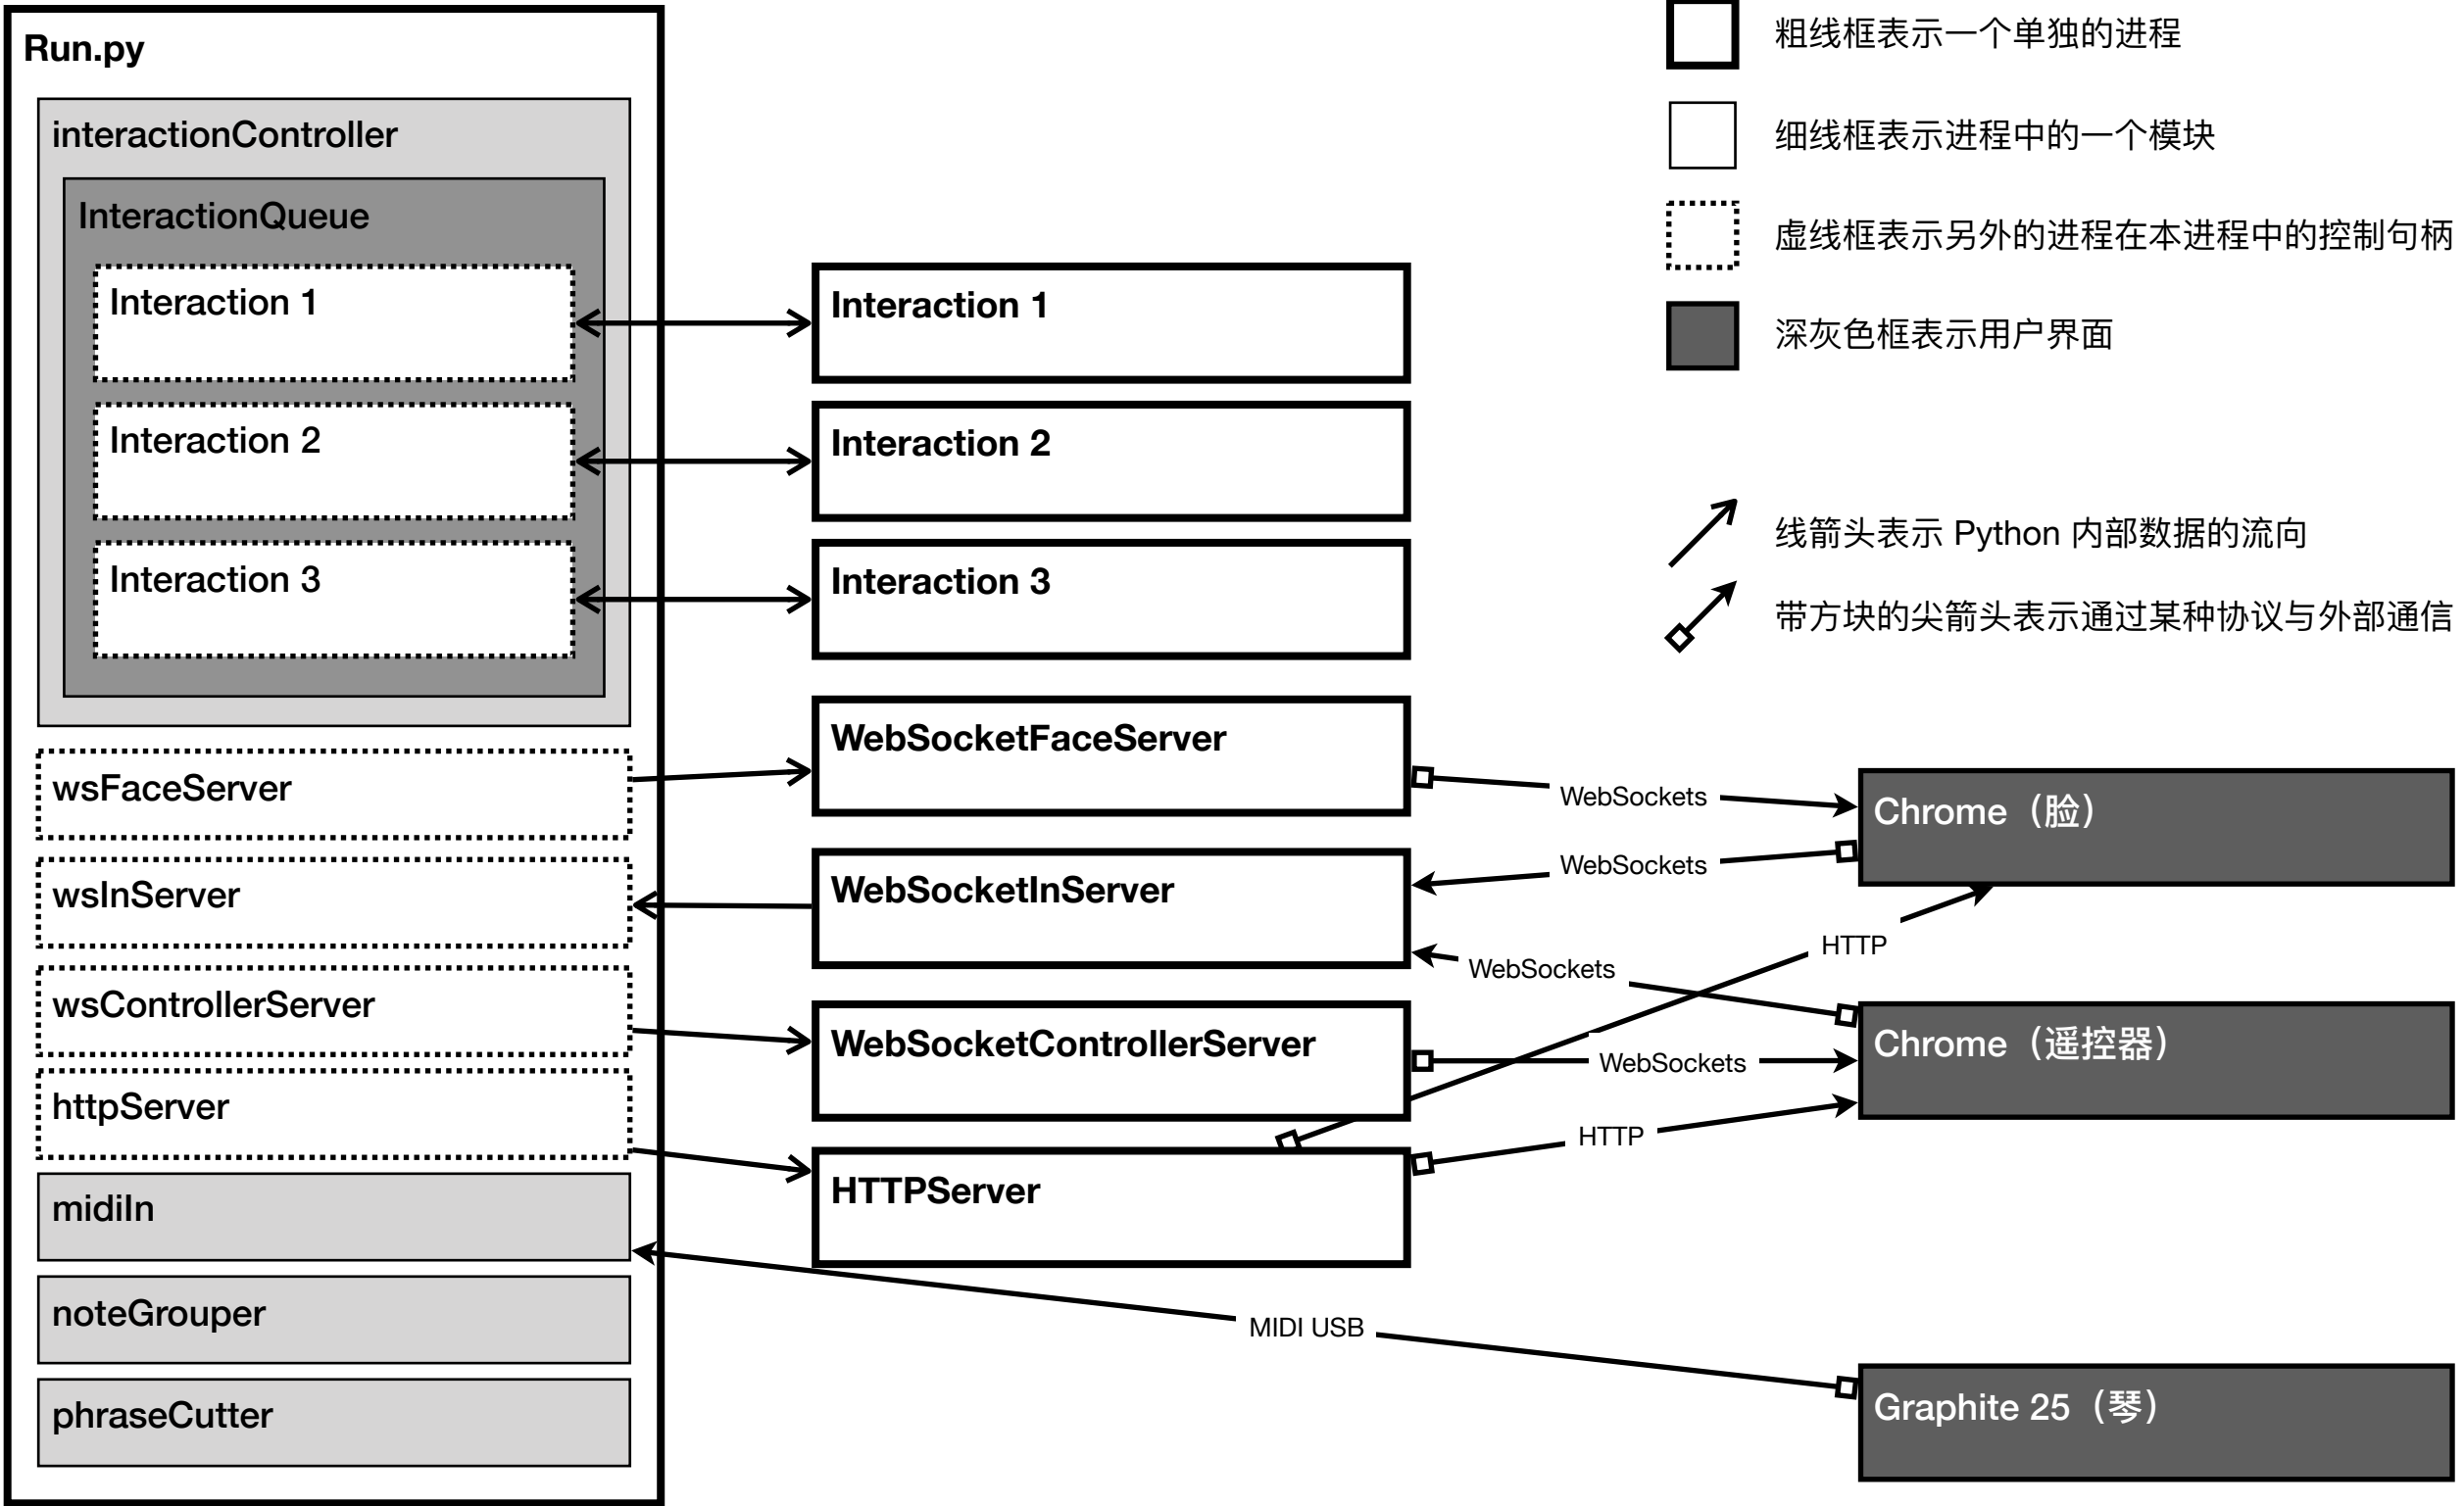 Run.py
interactionController
InteractionQueue
Interaction 1
Interaction 2
Interaction 3
wsFaceServer
wsInServer
wsControllerServer
httpServer
midiIn
noteGrouper
phraseCutter
Interaction 1
Interaction 2
Interaction 3
WebSocketFaceServer
WebSocketInServer
WebSocketControllerServer
HTTPServer
WebSockets
WebSockets
WebSockets
HTTP
WebSockets
HTTP
MIDI USB
粗线框表示一个单独的进程
细线框表示进程中的一个模块
虚线框表示另外的进程在本进程中的控制句柄
深灰色框表示用户界面
线箭头表示 Python 内部数据的流向
带方块的尖箭头表示通过某种协议与外部通信
Chrome（脸）
Chrome（遥控器）
Graphite 25（琴）